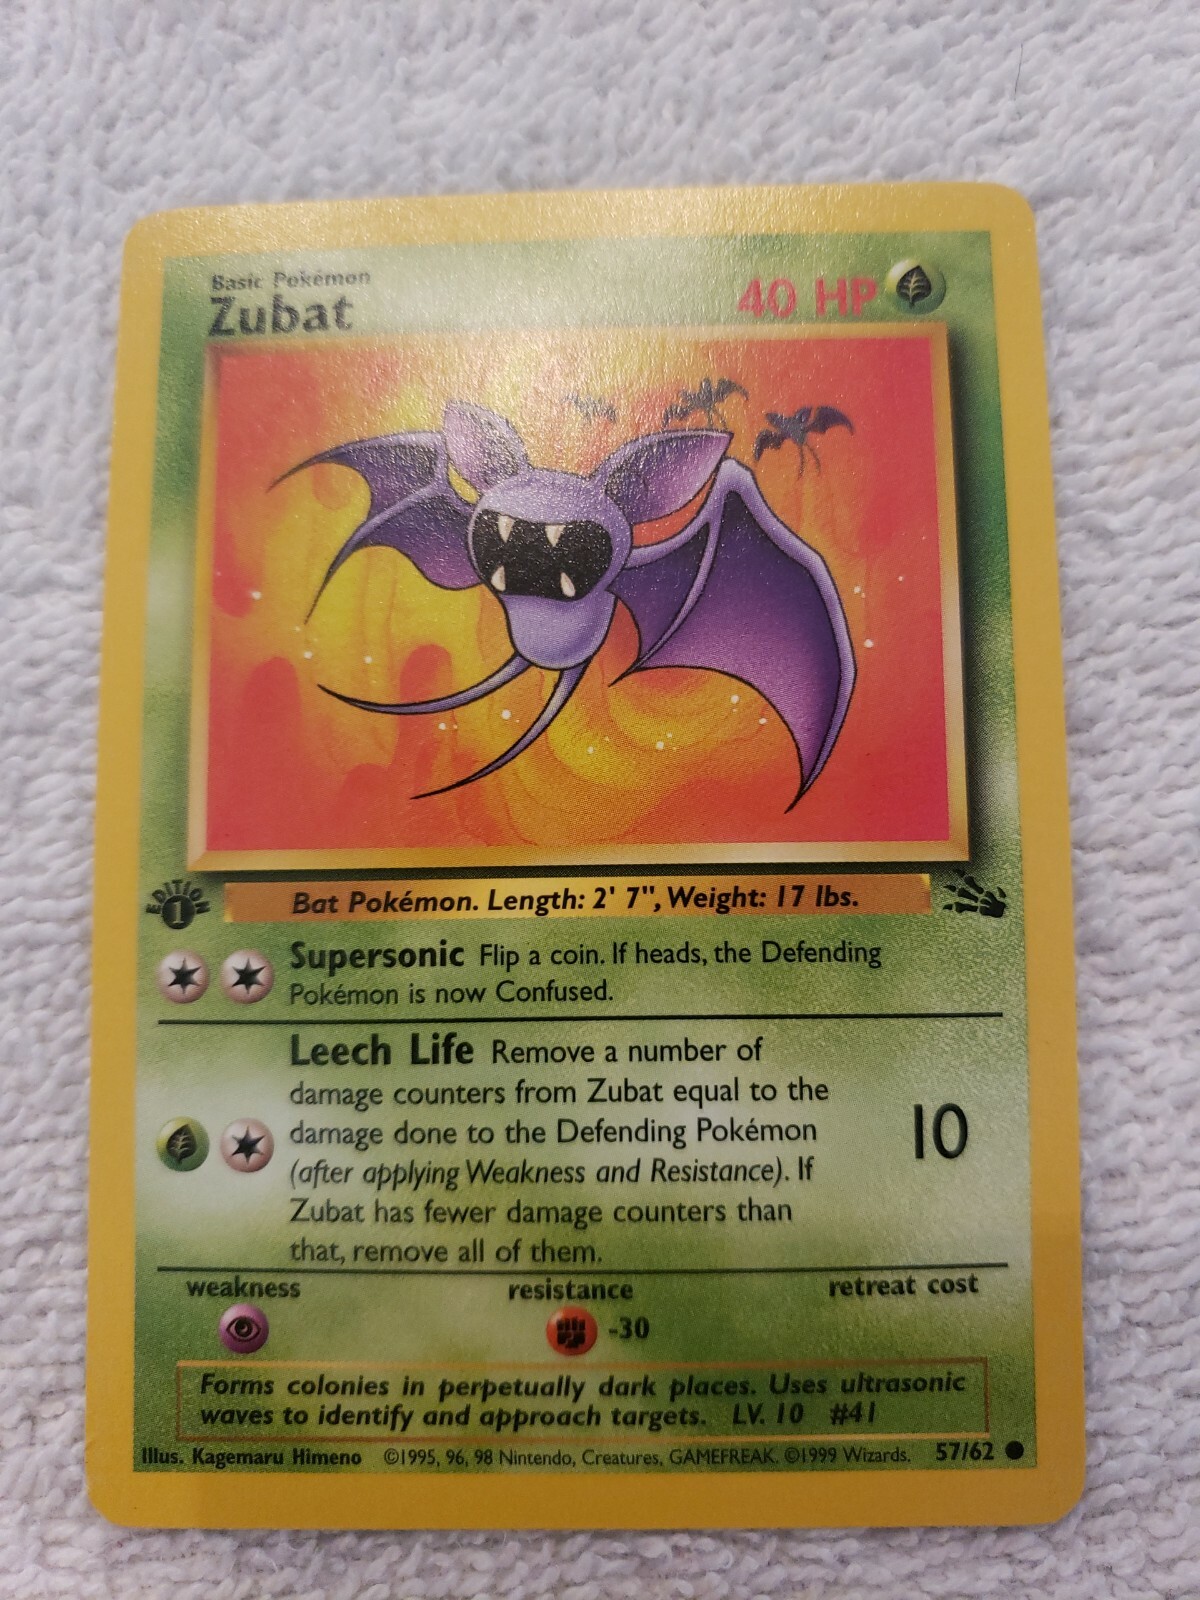 Basic Pokémon
Zubat
40 HP
EDITION
1
Bat Pokémon. Length: 2' 7", Weight: 17 lbs.
Supersonic Flip a coin. If heads, the Defending
Pokémon is now Confused.
Leech Life Remove a number of
damage counters from Zubat equal to the
damage done to the Defending Pokémon
(after applying Weakness and Resistance). If
Zubat has fewer damage counters than
that, remove all of them.
10
weakness resistance retreat cost
-30
Forms colonies in perpetually dark places. Uses ultrasonic
waves to identify and approach targets. LV. 10 #41
Illus. Kagemaru Himeno ©1995, 96, 98 Nintendo, Creatures, GAMEFREAK. ©1999 Wizards. 57/62